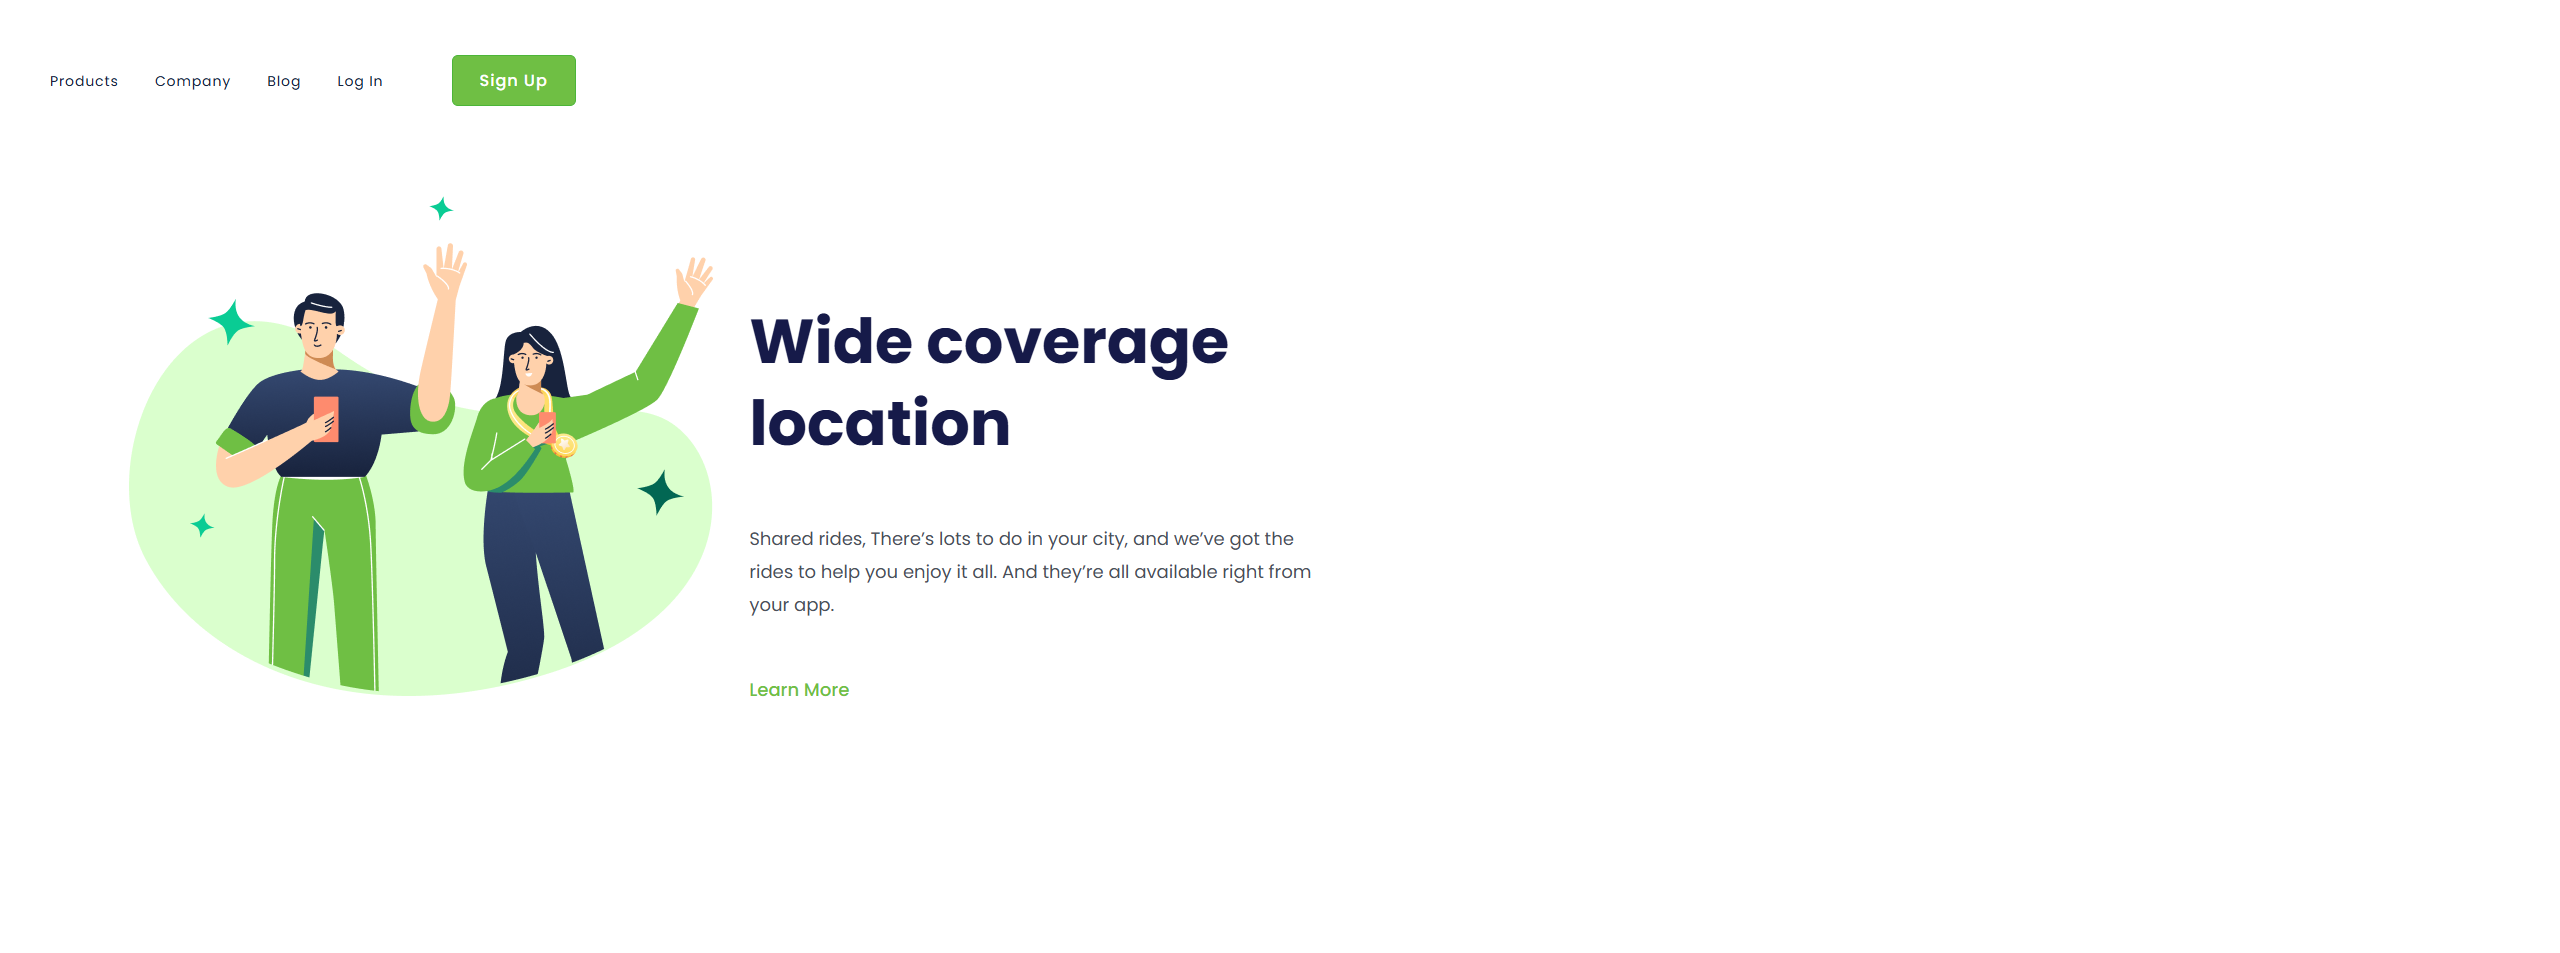 Products Company Blog Log In Sign Up
Wide coverage
location
Shared rides, There’s lots to do in your city, and we’ve got the
rides to help you enjoy it all. And they’re all available right from
your app.
Learn More